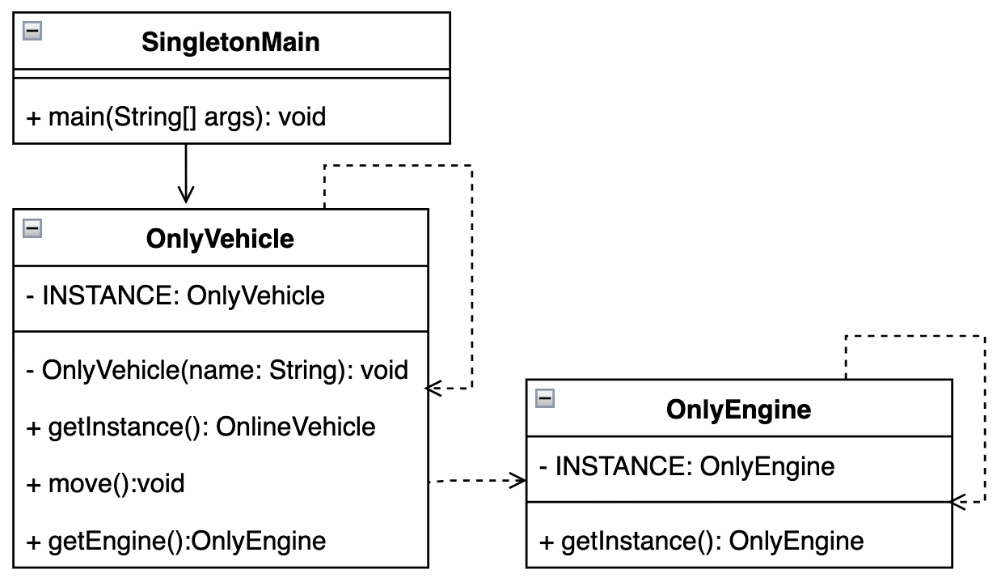 SingletonMain
+ main(String[] args): void
OnlyVehicle
- INSTANCE: OnlyVehicle
- OnlyVehicle(name: String): void
+ getInstance(): OnlineVehicle
+ move():void
+ getEngine():OnlyEngine
OnlyEngine
- INSTANCE: OnlyEngine
+ getInstance(): OnlyEngine